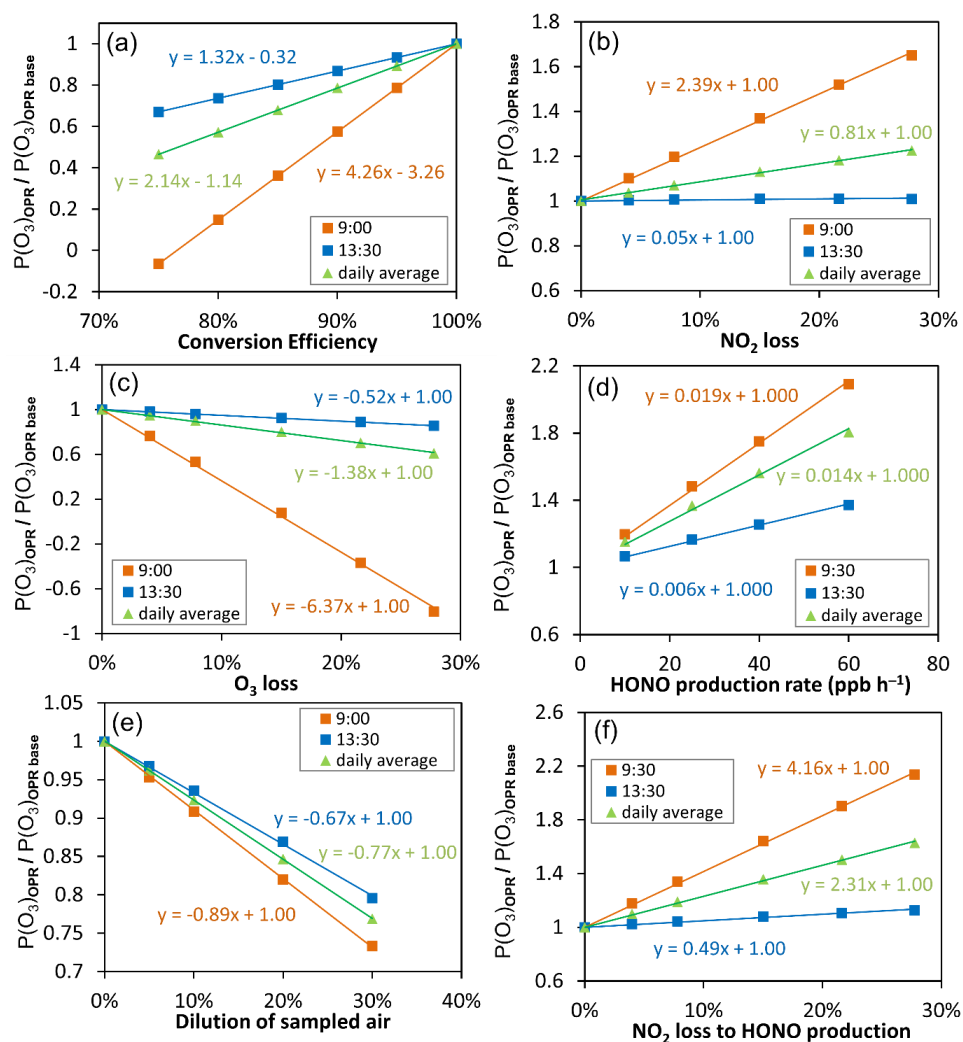 (a)
P(O₃)OPR / P(O₃)OPR base
1
0.8
0.6
0.4
0.2
0
-0.2
y = 1.32x - 0.32
y = 2.14x - 1.14
y = 4.26x - 3.26
9:00
13:30
daily average
70% 80% 90% 100%
Conversion Efficiency
(b)
P(O₃)OPR / P(O₃)OPR base
1.8
1.6
1.4
1.2
1.0
0.8
0.6
y = 2.39x + 1.00
y = 0.81x + 1.00
y = 0.05x + 1.00
9:00
13:30
daily average
0% 10% 20% 30%
NO₂ loss
(c)
P(O₃)OPR / P(O₃)OPR base
1.4
1
0.6
0.2
-0.2
-0.6
-1
y = -0.52x + 1.00
y = -1.38x + 1.00
y = -6.37x + 1.00
9:00
13:30
daily average
0% 10% 20% 30%
O₃ loss
(d)
P(O₃)OPR / P(O₃)OPR base
2.2
1.8
1.4
1
0.6
y = 0.019x + 1.000
y = 0.014x + 1.000
y = 0.006x + 1.000
9:30
13:30
daily average
0 20 40 60 80
HONO production rate (ppb h⁻¹)
(e)
P(O₃)OPR / P(O₃)OPR base
1.05
1
0.95
0.9
0.85
0.8
0.75
0.7
9:00
13:30
daily average
y = -0.67x + 1.00
y = -0.77x + 1.00
y = -0.89x + 1.00
0% 10% 20% 30% 40%
Dilution of sampled air
(f)
P(O₃)OPR / P(O₃)OPR base
2.6
2.2
1.8
1.4
1
0.6
9:30
13:30
daily average
y = 4.16x + 1.00
y = 2.31x + 1.00
y = 0.49x + 1.00
0% 10% 20% 30%
NO₂ loss to HONO production